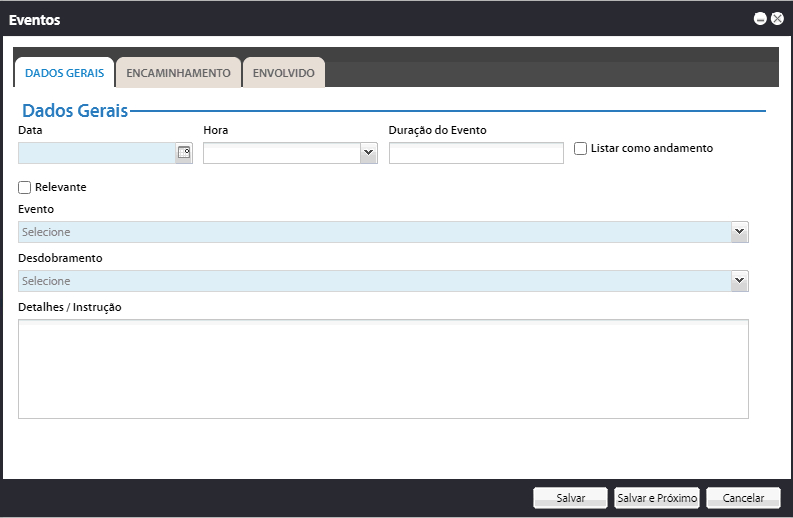 Eventos
DADOS GERAIS ENCAMINHAMENTO ENVOLVIDO
Dados Gerais
Data Hora Duração do Evento
Listar como andamento
Relevante
Evento
Selecione
Desdobramento
Selecione
Detalhes / Instrução
Salvar Salvar e Próximo Cancelar